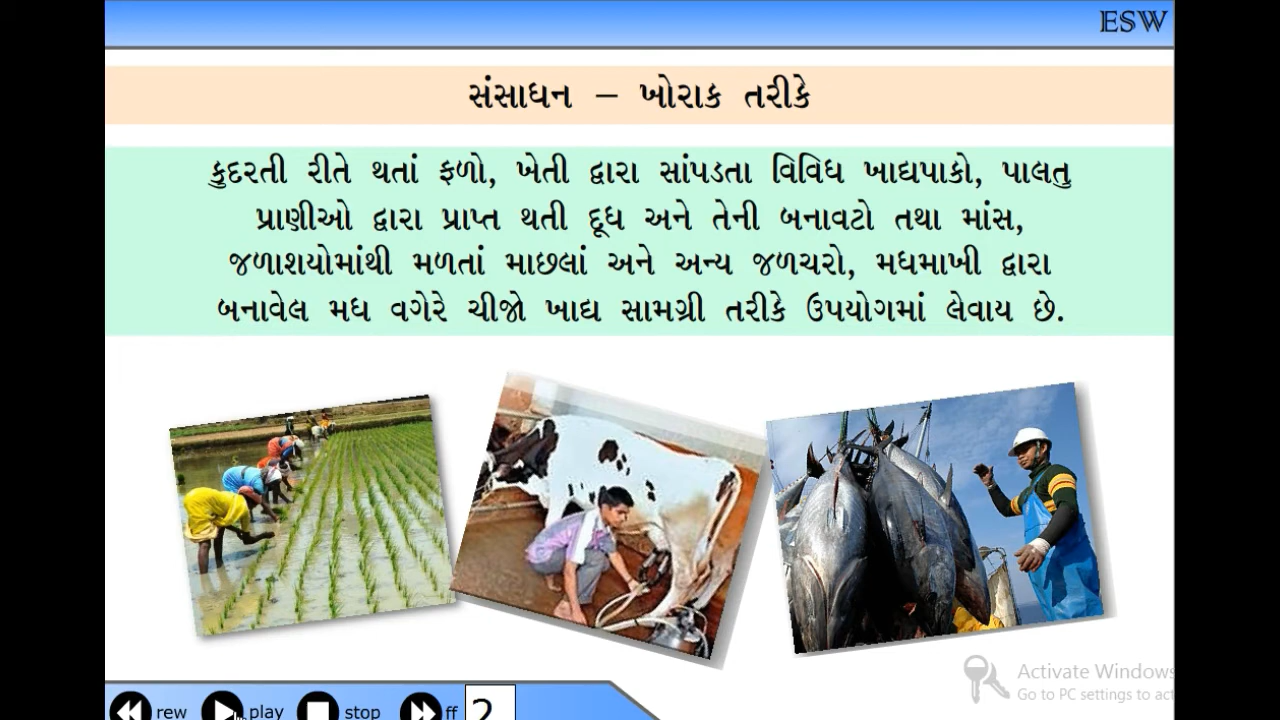 ESW
સંસાધન – ખોરાક તરીકે
કુદરતી રીતે થતાં ફળો, ખેતી દ્વારા સાંપડતા વિવિધ ખાદ્યપાકો, પાલતુ
પ્રાણીઓ દ્વારા પ્રાપ્ત થતી દૂધ અને તેની બનાવટો તથા માંસ,
જળાશયોમાંથી મળતાં માછલાં અને અન્ય જળચરો, મધમાખી દ્વારા
બનાવેલ મધ વગેરે ચીજો ખાદ્ય સામગ્રી તરીકે ઉપયોગમાં લેવાય છે.
Activate Windows
Go to PC settings to act
rew play stop ff 2